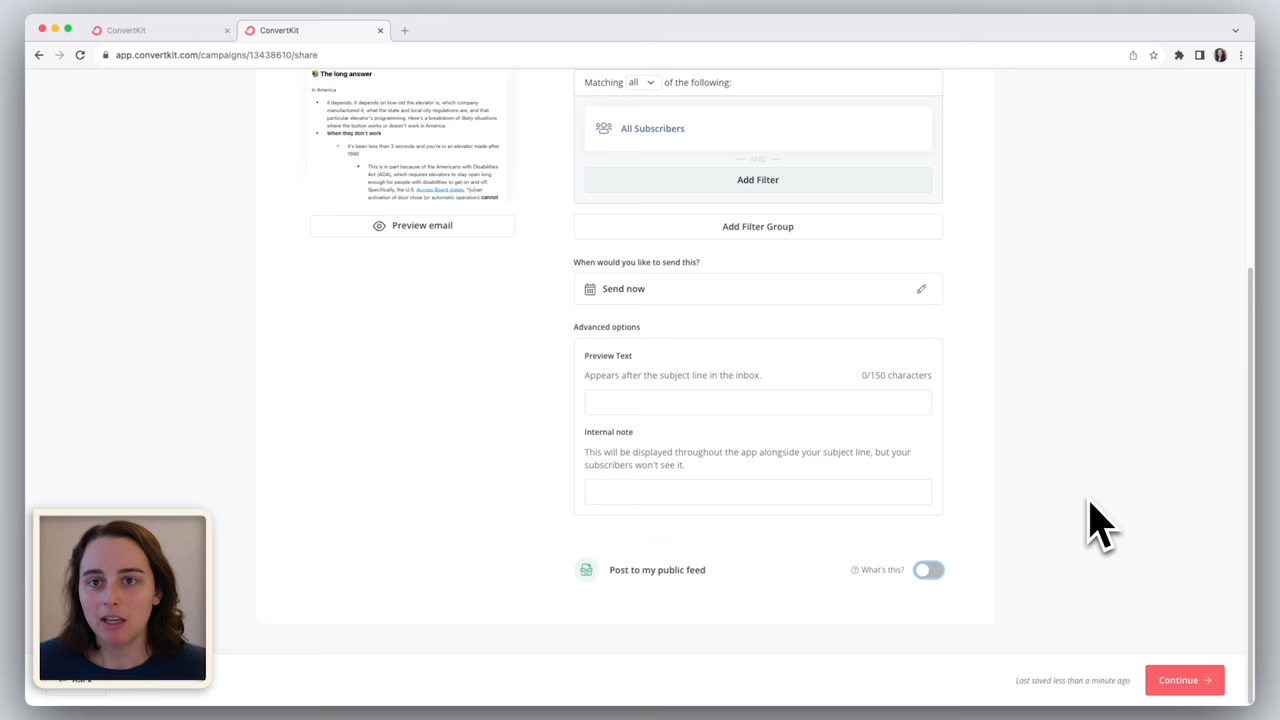 ConvertKit
ConvertKit
app.convertkit.com/campaigns/13438610/share
The long answer
In America
It depends. It depends on how old the elevator is, which company
manufactured it, what the state and local city regulations are, and that
particular elevator's programming. Here's a breakdown of likely situations
where the button works or doesn't work in America.
When they don't work
It's been less than 3 seconds and you're in an elevator made after
1990
This is in part because of the Americans with Disabilities
Act (ADA), which requires elevators to stay open long
enough for people with disabilities to get on and off.
Specifically, the U.S. Access Board states, "[u]ser
activation of door close (or automatic operation) cannot
Preview email
Matching all of the following:
All Subscribers
AND
Add Filter
Add Filter Group
When would you like to send this?
Send now
Advanced options
Preview Text
Appears after the subject line in the inbox. 0/150 characters
Internal note
This will be displayed throughout the app alongside your subject line, but your
subscribers won't see it.
Post to my public feed
What's this?
Last saved less than a minute ago
Continue